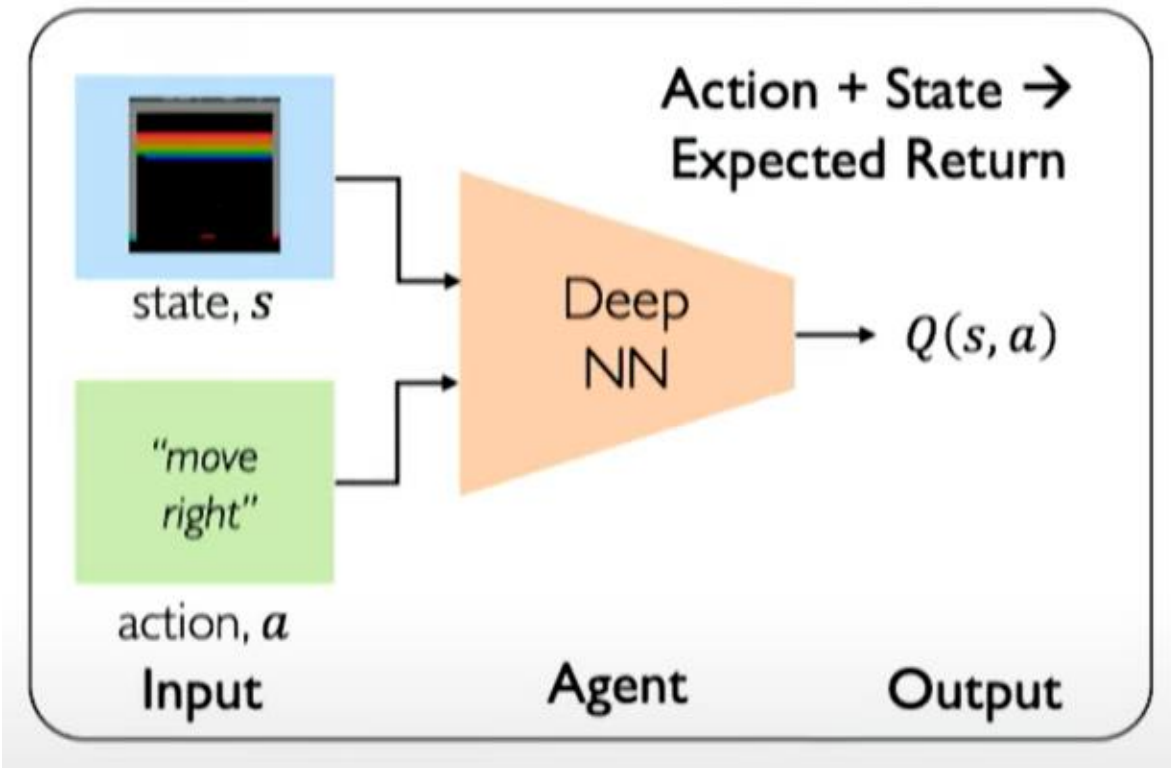 Action + State →
Expected Return
state, s
Deep
NN
Q(s, a)
“move
right”
action, a
Input
Agent
Output